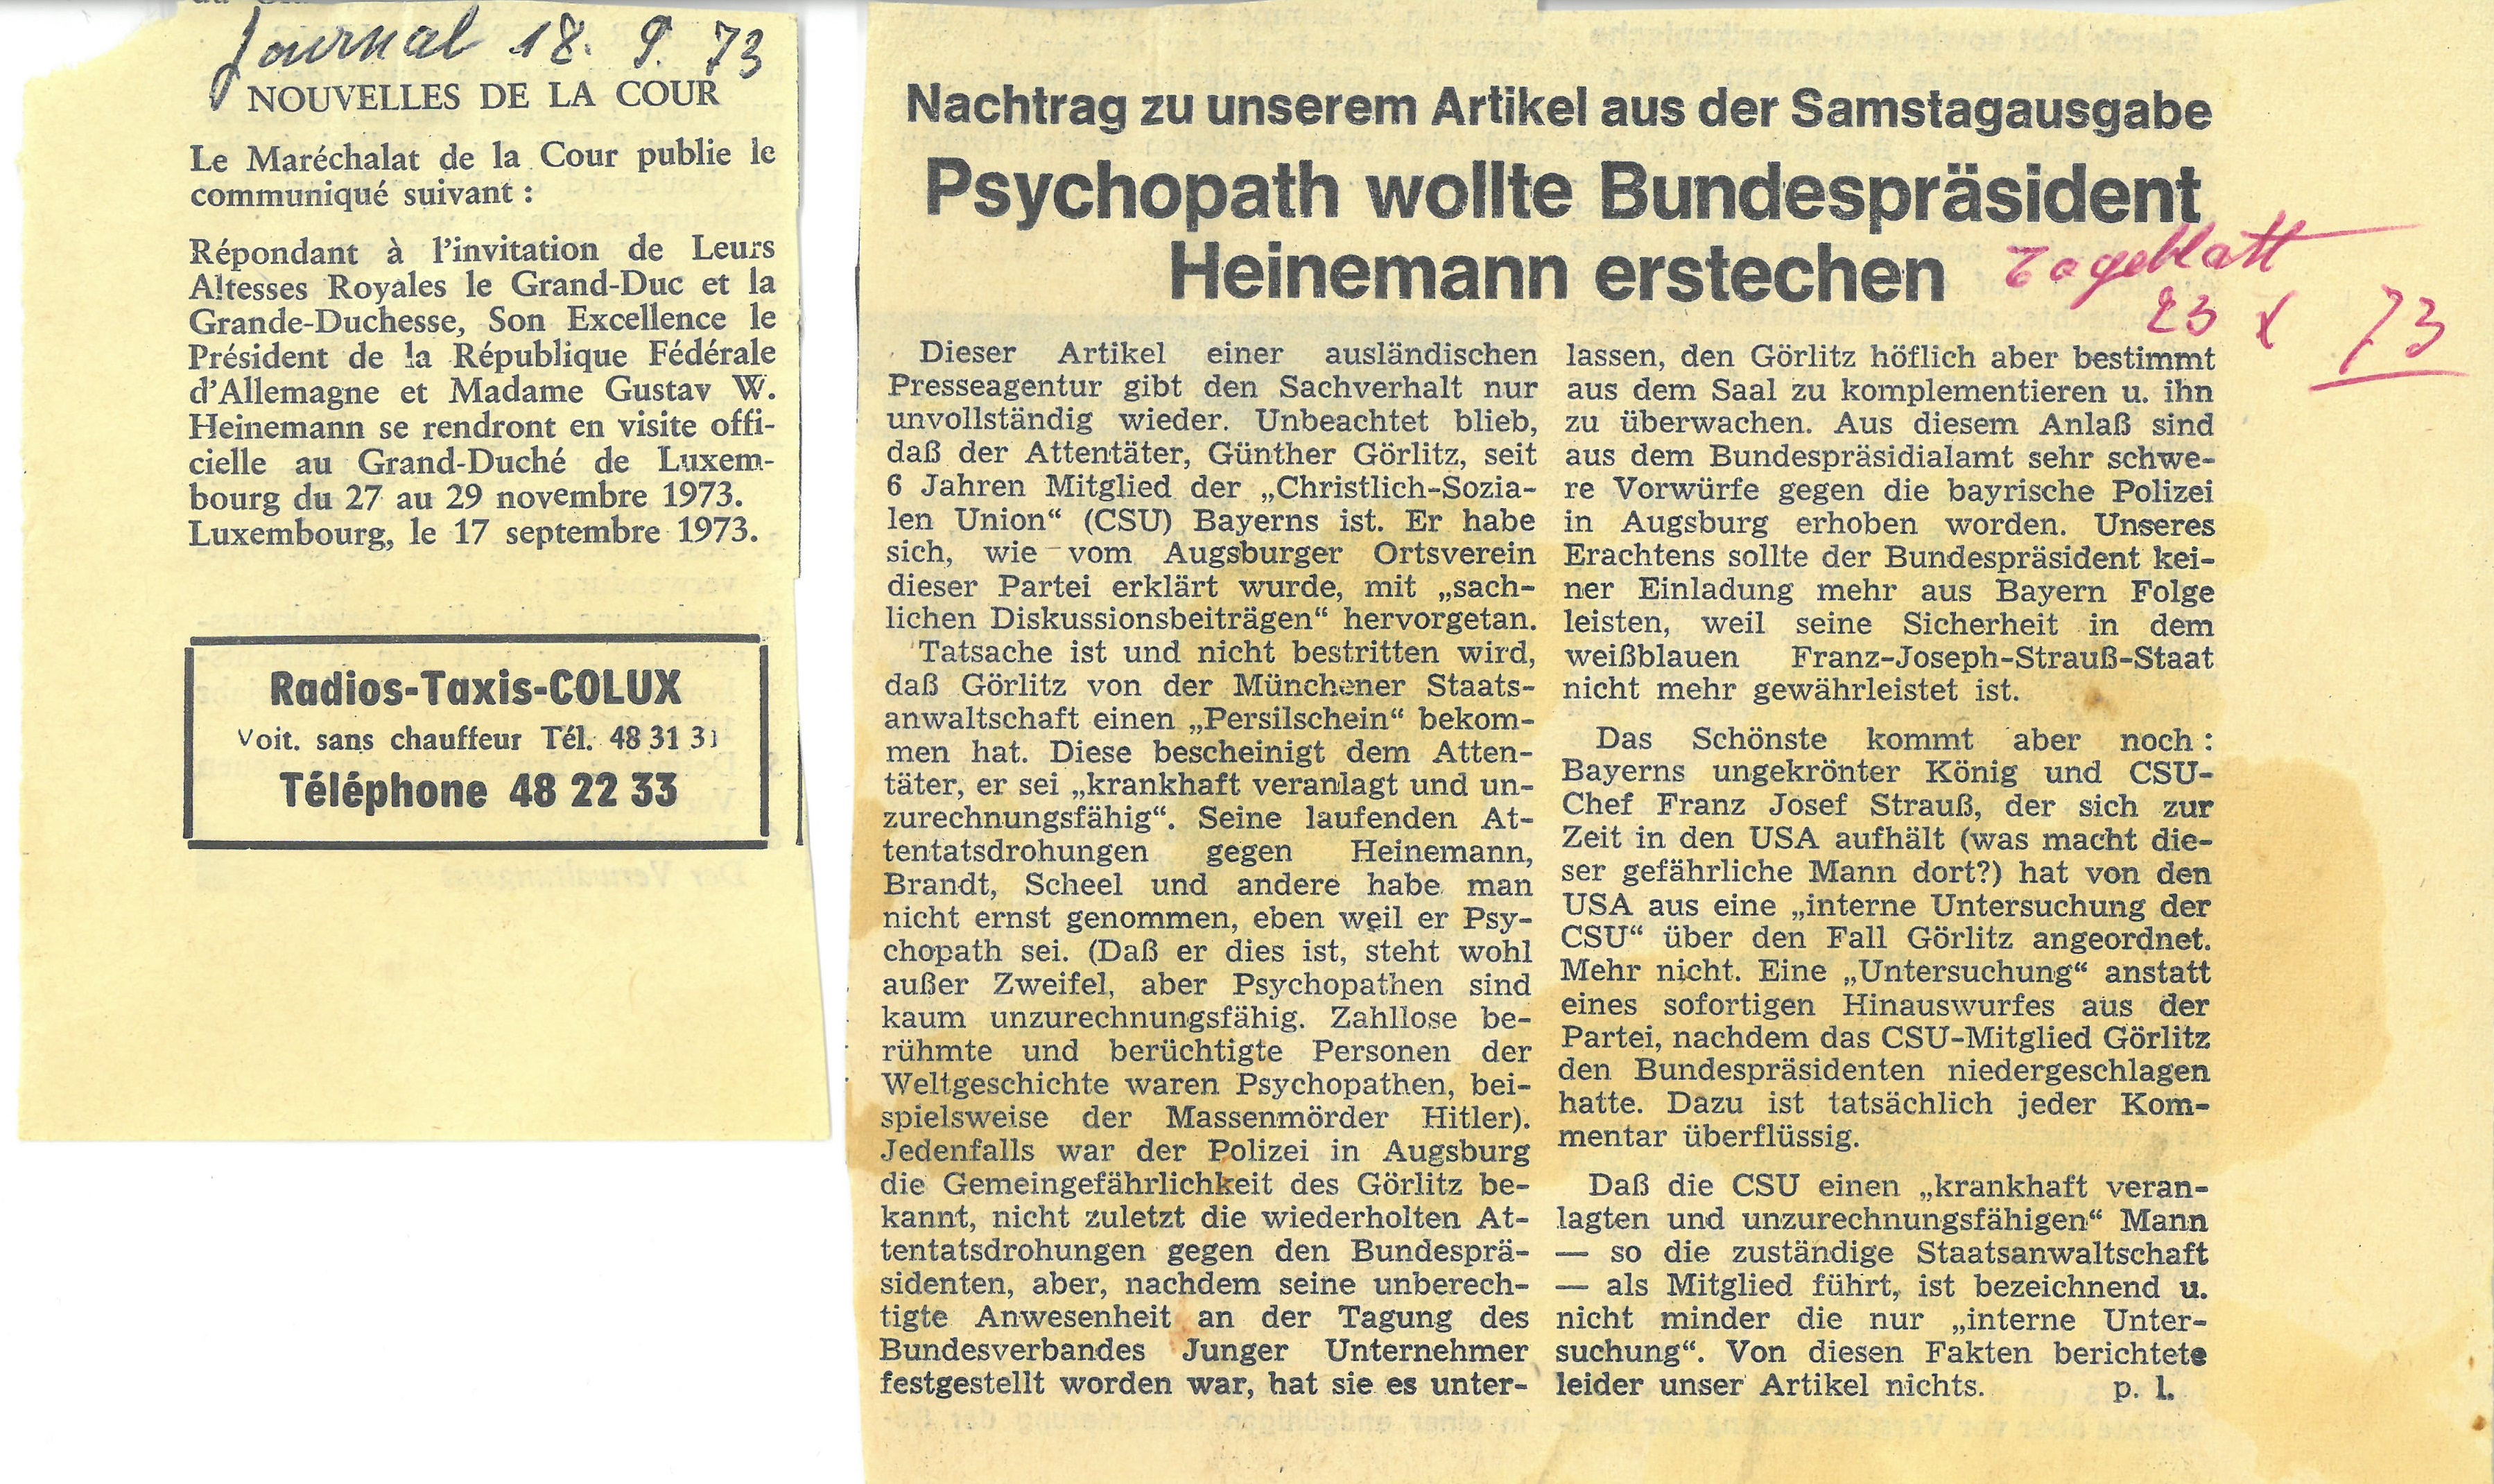 Journal 18. 9. 73
NOUVELLES DE LA COUR
Le Maréchalat de la Cour publie le
communiqué suivant :
Répondant à l'invitation de Leurs
Altesses Royales le Grand-Duc et la
Grande-Duchesse, Son Excellence le
Président de la République Fédérale
d'Allemagne et Madame Gustav W.
Heinemann se rendront en visite offi-
cielle au Grand-Duché de Luxem-
bourg du 27 au 29 novembre 1973.
Luxembourg, le 17 septembre 1973.
Radios-Taxis-COLUX
Voit. sans chauffeur Tél. 48 31 31
Téléphone 48 22 33
Nachtrag zu unserem Artikel aus der Samstagausgabe
Psychopath wollte Bundespräsident
Heinemann erstechen
Tageblatt
23 X 73
Dieser Artikel einer ausländischen
Presseagentur gibt den Sachverhalt nur
unvollständig wieder. Unbeachtet blieb,
daß der Attentäter, Günther Görlitz, seit
6 Jahren Mitglied der „Christlich-Sozia-
len Union“ (CSU) Bayerns ist. Er habe
sich, wie vom Augsburger Ortsverein
dieser Partei erklärt wurde, mit „sach-
lichen Diskussionsbeiträgen“ hervorgetan.
Tatsache ist und nicht bestritten wird,
daß Görlitz von der Münchener Staats-
anwaltschaft einen „Persilschein“ bekom-
men hat. Diese bescheinigt dem Atten-
täter, er sei „krankhaft veranlagt und un-
zurechnungsfähig“. Seine laufenden At-
tentatsdrohungen gegen Heinemann,
Brandt, Scheel und andere habe man
nicht ernst genommen, eben weil er Psy-
chopath sei. (Daß er dies ist, steht wohl
außer Zweifel, aber Psychopathen sind
kaum unzurechnungsfähig. Zahllose be-
rühmte und berüchtigte Personen der
Weltgeschichte waren Psychopathen, bei-
spielsweise der Massenmörder Hitler).
Jedenfalls war der Polizei in Augsburg
die Gemeingefährlichkeit des Görlitz be-
kannt, nicht zuletzt die wiederholten At-
tentatsdrohungen gegen den Bundesprä-
sidenten, aber, nachdem seine unberech-
tigte Anwesenheit an der Tagung des
Bundesverbandes Junger Unternehmer
festgestellt worden war, hat sie es unter-
lassen, den Görlitz höflich aber bestimmt
aus dem Saal zu komplementieren u. ihn
zu überwachen. Aus diesem Anlaß sind
aus dem Bundespräsidialamt sehr schwe-
re Vorwürfe gegen die bayrische Polizei
in Augsburg erhoben worden. Unseres
Erachtens sollte der Bundespräsident kei-
ner Einladung mehr aus Bayern Folge
leisten, weil seine Sicherheit in dem
weißblauen Franz-Joseph-Strauß-Staat
nicht mehr gewährleistet ist.
Das Schönste kommt aber noch :
Bayerns ungekrönter König und CSU-
Chef Franz Josef Strauß, der sich zur
Zeit in den USA aufhält (was macht die-
ser gefährliche Mann dort?) hat von den
USA aus eine „interne Untersuchung der
CSU“ über den Fall Görlitz angeordnet.
Mehr nicht. Eine „Untersuchung“ anstatt
eines sofortigen Hinauswurfes aus der
Partei, nachdem das CSU-Mitglied Görlitz
den Bundespräsidenten niedergeschlagen
hatte. Dazu ist tatsächlich jeder Kom-
mentar überflüssig.
Daß die CSU einen „krankhaft veran-
lagten und unzurechnungsfähigen“ Mann
— so die zuständige Staatsanwaltschaft
— als Mitglied führt, ist bezeichnend u.
nicht minder die nur „interne Unter-
suchung“. Von diesen Fakten berichtete
leider unser Artikel nichts. p. l.